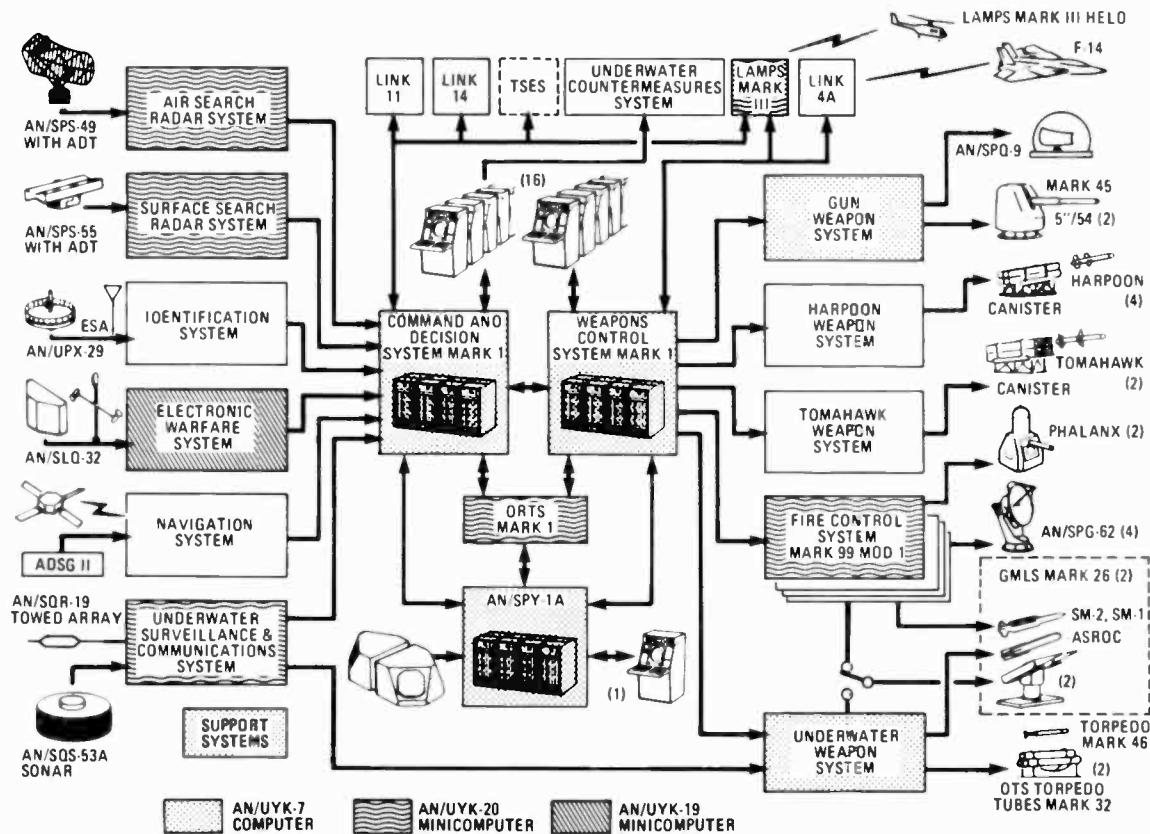 LAMPS MARK III HELO
F-14
LINK
11
LINK
14
TSES
UNDERWATER
COUNTERMEASURES
SYSTEM
LAMPS
MARK
III
LINK
4A
AIR SEARCH
RADAR SYSTEM
AN/SPS-49
WITH ADT
SURFACE SEARCH
RADAR SYSTEM
AN/SPS-55
WITH ADT
IDENTIFICATION
SYSTEM
ESA
AN/UPX-29
ELECTRONIC
WARFARE
SYSTEM
AN/SLQ-32
NAVIGATION
SYSTEM
ADSG II
AN/SQR-19
TOWED ARRAY
UNDERWATER
SURVEILLANCE &
COMMUNICATIONS
SYSTEM
AN/SQS-53A
SONAR
SUPPORT
SYSTEMS
(16)
COMMAND AND
DECISION
SYSTEM MARK 1
WEAPONS
CONTROL
SYSTEM MARK 1
ORTS
MARK 1
AN/SPY-1A
(1)
GUN
WEAPON
SYSTEM
AN/SPQ-9
MARK 45
5"/54 (2)
HARPOON
WEAPON
SYSTEM
HARPOON
(4)
CANISTER
TOMAHAWK
WEAPON
SYSTEM
TOMAHAWK
(2)
CANISTER
PHALANX (2)
FIRE CONTROL
SYSTEM
MARK 99 MOD 1
AN/SPG-62 (4)
GMLS MARK 26 (2)
SM-2, SM-1
ASROC
(2)
UNDERWATER
WEAPON
SYSTEM
TORPEDO
MARK 46
(2)
OTS TORPEDO
TUBES MARK 32
AN/UYK-7
COMPUTER
AN/UYK-20
MINICOMPUTER
AN/UYK-19
MINICOMPUTER